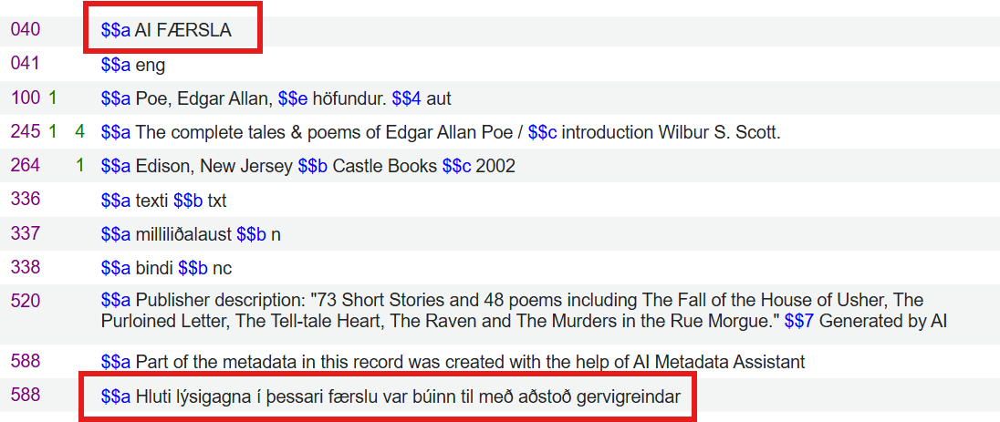 040 $$a AI FÆRSLA
041 $$a eng
100 1 $$a Poe, Edgar Allan, $$e höfundur. $$4 aut
245 1 4 $$a The complete tales & poems of Edgar Allan Poe / $$c introduction Wilbur S. Scott.
264 1 $$a Edison, New Jersey $$b Castle Books $$c 2002
336 $$a texti $$b txt
337 $$a milliliðalaust $$b n
338 $$a bindi $$b nc
520 $$a Publisher description: "73 Short Stories and 48 poems including The Fall of the House of Usher, The
Purloined Letter, The Tell-tale Heart, The Raven and The Murders in the Rue Morgue." $$7 Generated by AI
588 $$a Part of the metadata in this record was created with the help of AI Metadata Assistant
588 $$a Hluti lýsigagna í þessari færslu var búinn til með aðstoð gervigreindar